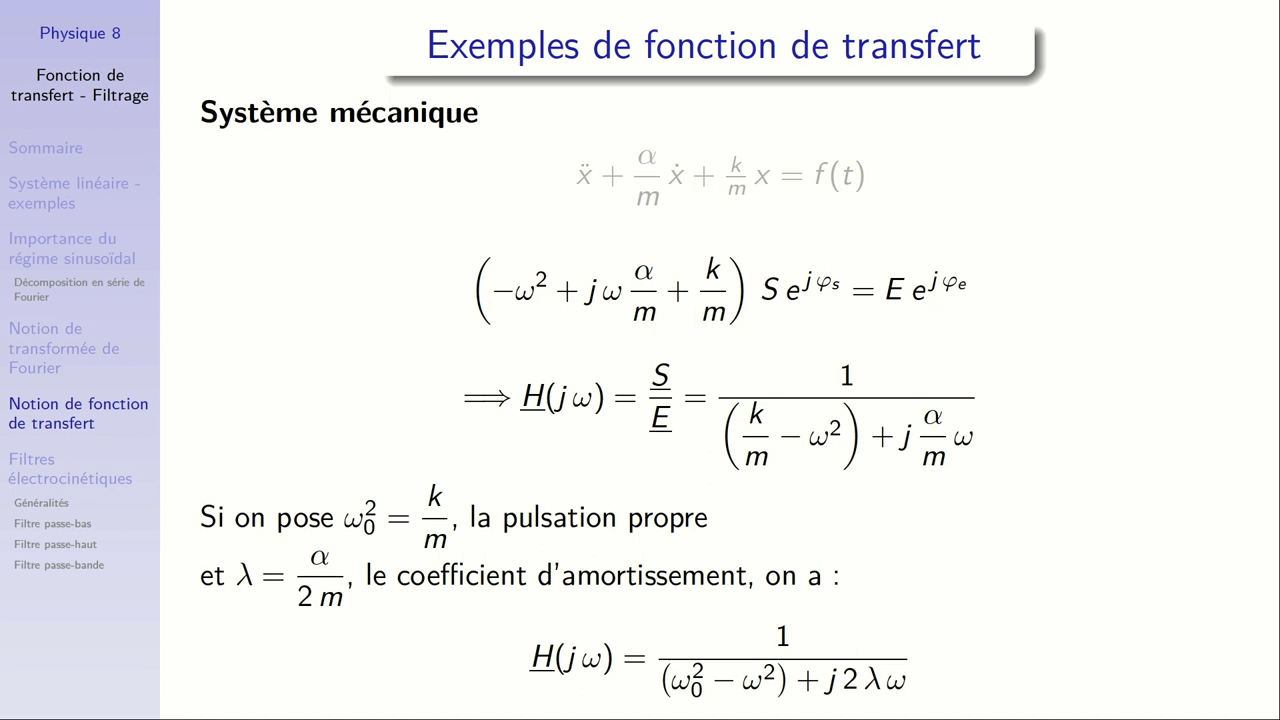 Physique 8
Fonction de
transfert - Filtrage
Sommaire
Système linéaire -
exemples
Importance du
régime sinusoïdal
Décomposition en série de
Fourier
Notion de
transformée de
Fourier
Notion de fonction
de transfert
Filtres
électrocinétiques
Généralités
Filtre passe-bas
Filtre passe-haut
Filtre passe-bande
Exemples de fonction de transfert
Système mécanique
ẍ + α/m ẋ + k/m x = f(t)
(−ω² + j ω α/m + k/m) S e^{j φ_s} = E e^{j φ_e}
⟹ H(j ω) = S/E = 1/((k/m − ω²) + j α/m ω)
Si on pose ω₀² = k/m, la pulsation propre
et λ = α/(2 m), le coefficient d'amortissement, on a :
H(j ω) = 1/((ω₀² − ω²) + j 2 λ ω)